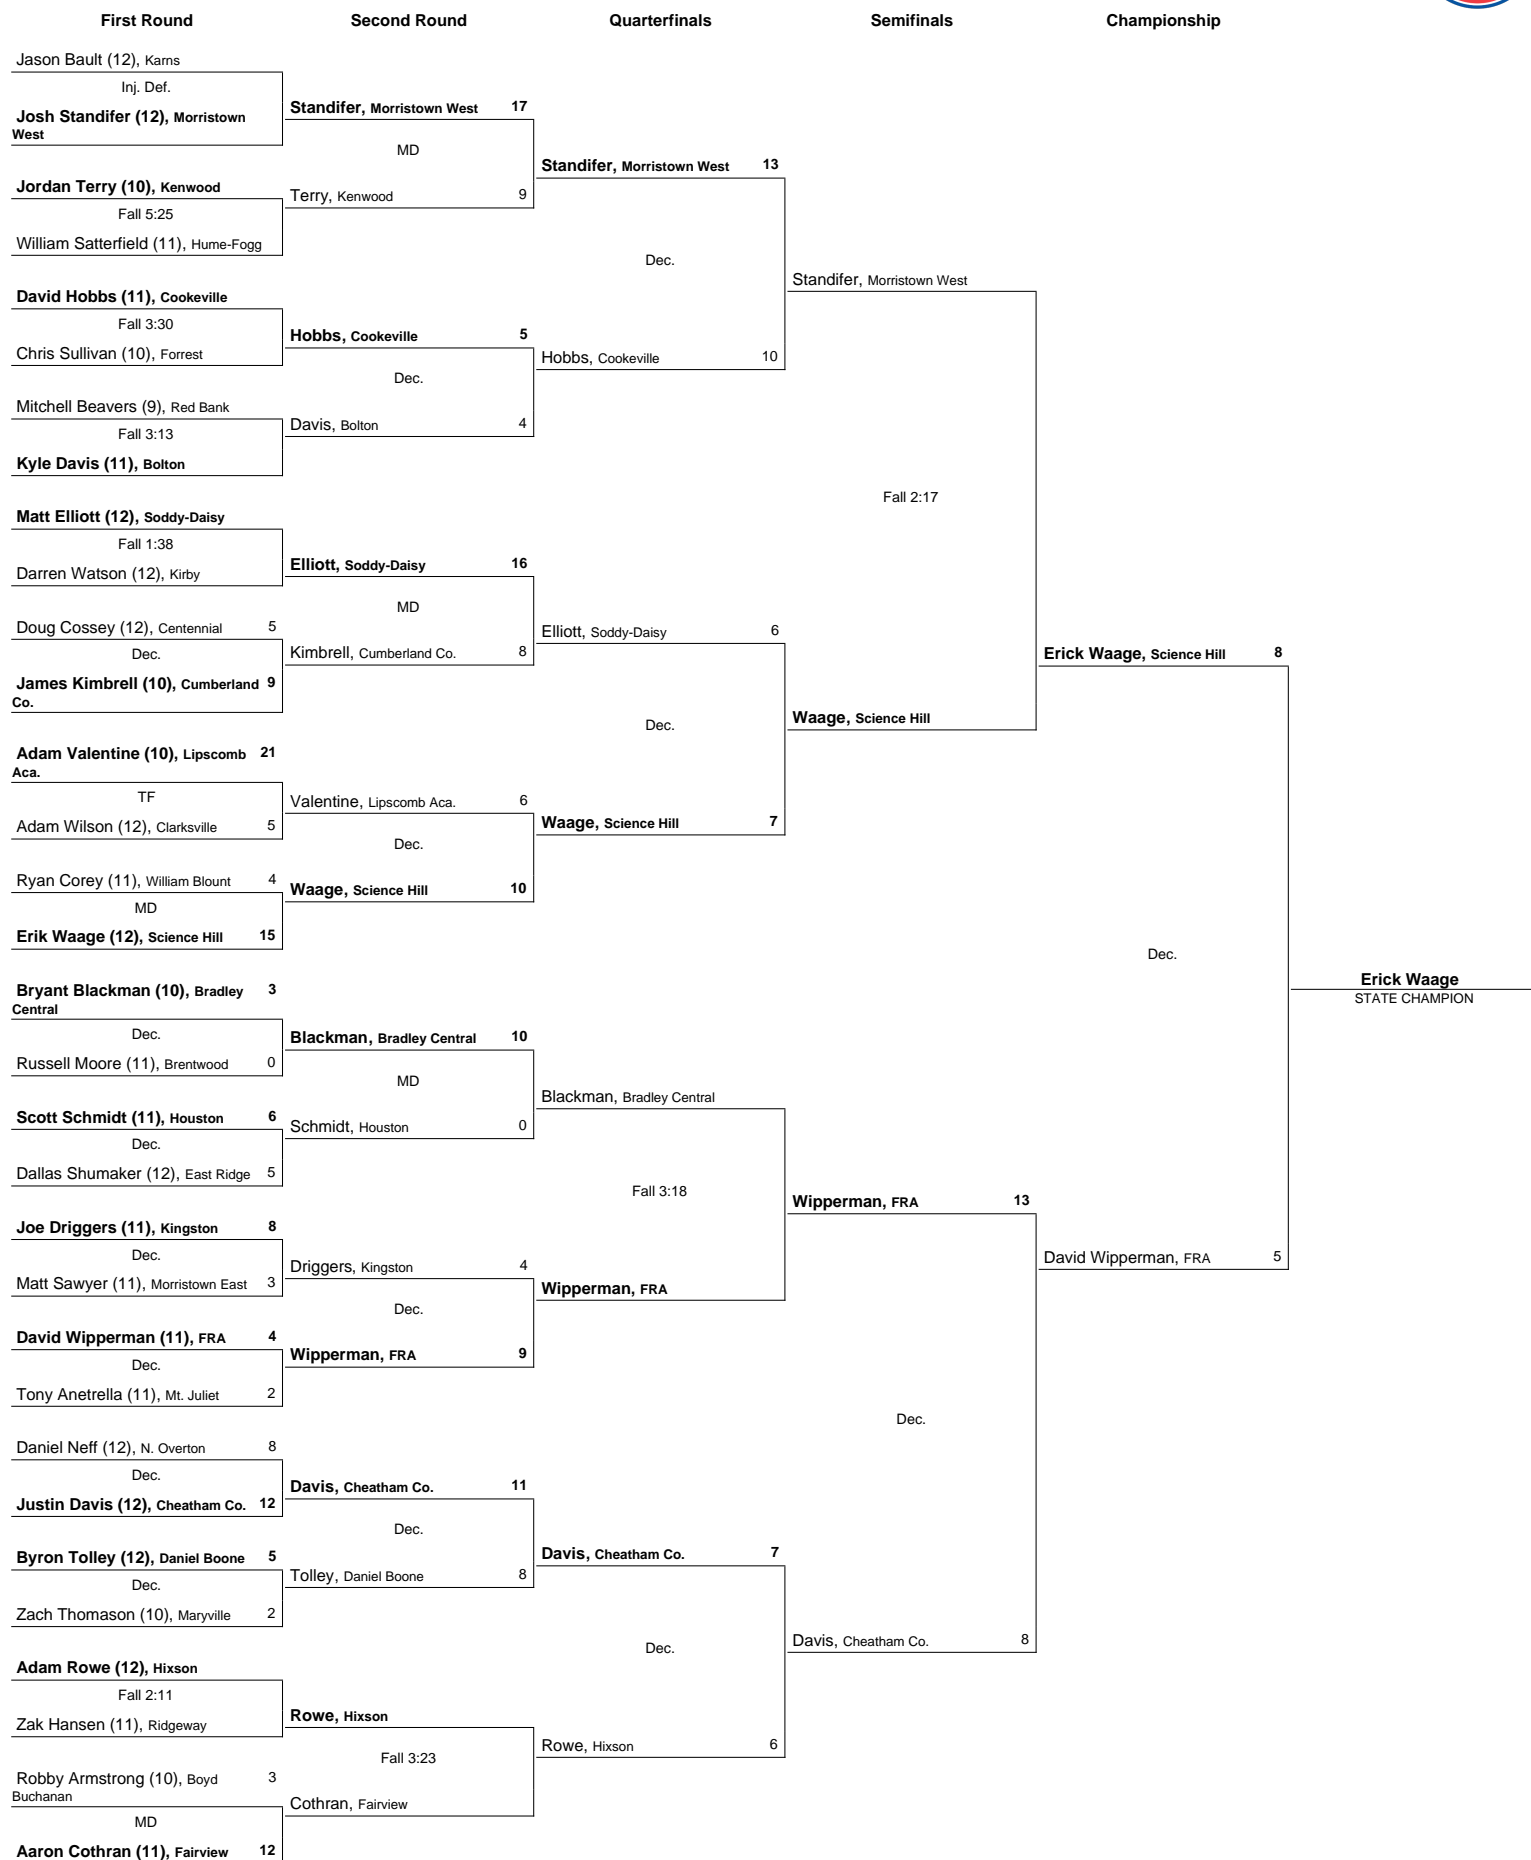 First Round
Second Round
Quarterfinals
Semifinals
Championship
Jason Bault (12), Karns
Inj. Def.
Josh Standifer (12), Morristown
West
Jordan Terry (10), Kenwood
Fall 5:25
William Satterfield (11), Hume-Fogg
David Hobbs (11), Cookeville
Fall 3:30
Chris Sullivan (10), Forrest
Mitchell Beavers (9), Red Bank
Fall 3:13
Kyle Davis (11), Bolton
Matt Elliott (12), Soddy-Daisy
Fall 1:38
Darren Watson (12), Kirby
Doug Cossey (12), Centennial 5
Dec.
James Kimbrell (10), Cumberland 9
Co.
Adam Valentine (10), Lipscomb 21
Aca.
TF
Adam Wilson (12), Clarksville 5
Ryan Corey (11), William Blount 4
MD
Erik Waage (12), Science Hill 15
Bryant Blackman (10), Bradley 3
Central
Dec.
Russell Moore (11), Brentwood 0
Scott Schmidt (11), Houston 6
Dec.
Dallas Shumaker (12), East Ridge 5
Joe Driggers (11), Kingston 8
Dec.
Matt Sawyer (11), Morristown East 3
David Wipperman (11), FRA 4
Dec.
Tony Anetrella (11), Mt. Juliet 2
Daniel Neff (12), N. Overton 8
Dec.
Justin Davis (12), Cheatham Co. 12
Byron Tolley (12), Daniel Boone 5
Dec.
Zach Thomason (10), Maryville 2
Adam Rowe (12), Hixson
Fall 2:11
Zak Hansen (11), Ridgeway
Robby Armstrong (10), Boyd 3
Buchanan
MD
Aaron Cothran (11), Fairview 12
Standifer, Morristown West 17
MD
Terry, Kenwood 9
Hobbs, Cookeville 5
Dec.
Davis, Bolton 4
Elliott, Soddy-Daisy 16
MD
Kimbrell, Cumberland Co. 8
Valentine, Lipscomb Aca. 6
Dec.
Waage, Science Hill 10
Blackman, Bradley Central 10
MD
Schmidt, Houston 0
Driggers, Kingston 4
Dec.
Wipperman, FRA 9
Davis, Cheatham Co. 11
Dec.
Tolley, Daniel Boone 8
Rowe, Hixson
Fall 3:23
Cothran, Fairview
Standifer, Morristown West 13
Dec.
Hobbs, Cookeville 10
Elliott, Soddy-Daisy 6
Dec.
Waage, Science Hill 7
Blackman, Bradley Central
Fall 3:18
Wipperman, FRA
Davis, Cheatham Co. 7
Dec.
Rowe, Hixson 6
Standifer, Morristown West
Fall 2:17
Waage, Science Hill
Wipperman, FRA 13
Dec.
Davis, Cheatham Co. 8
Erick Waage, Science Hill 8
Dec.
David Wipperman, FRA 5
Erick Waage
STATE CHAMPION